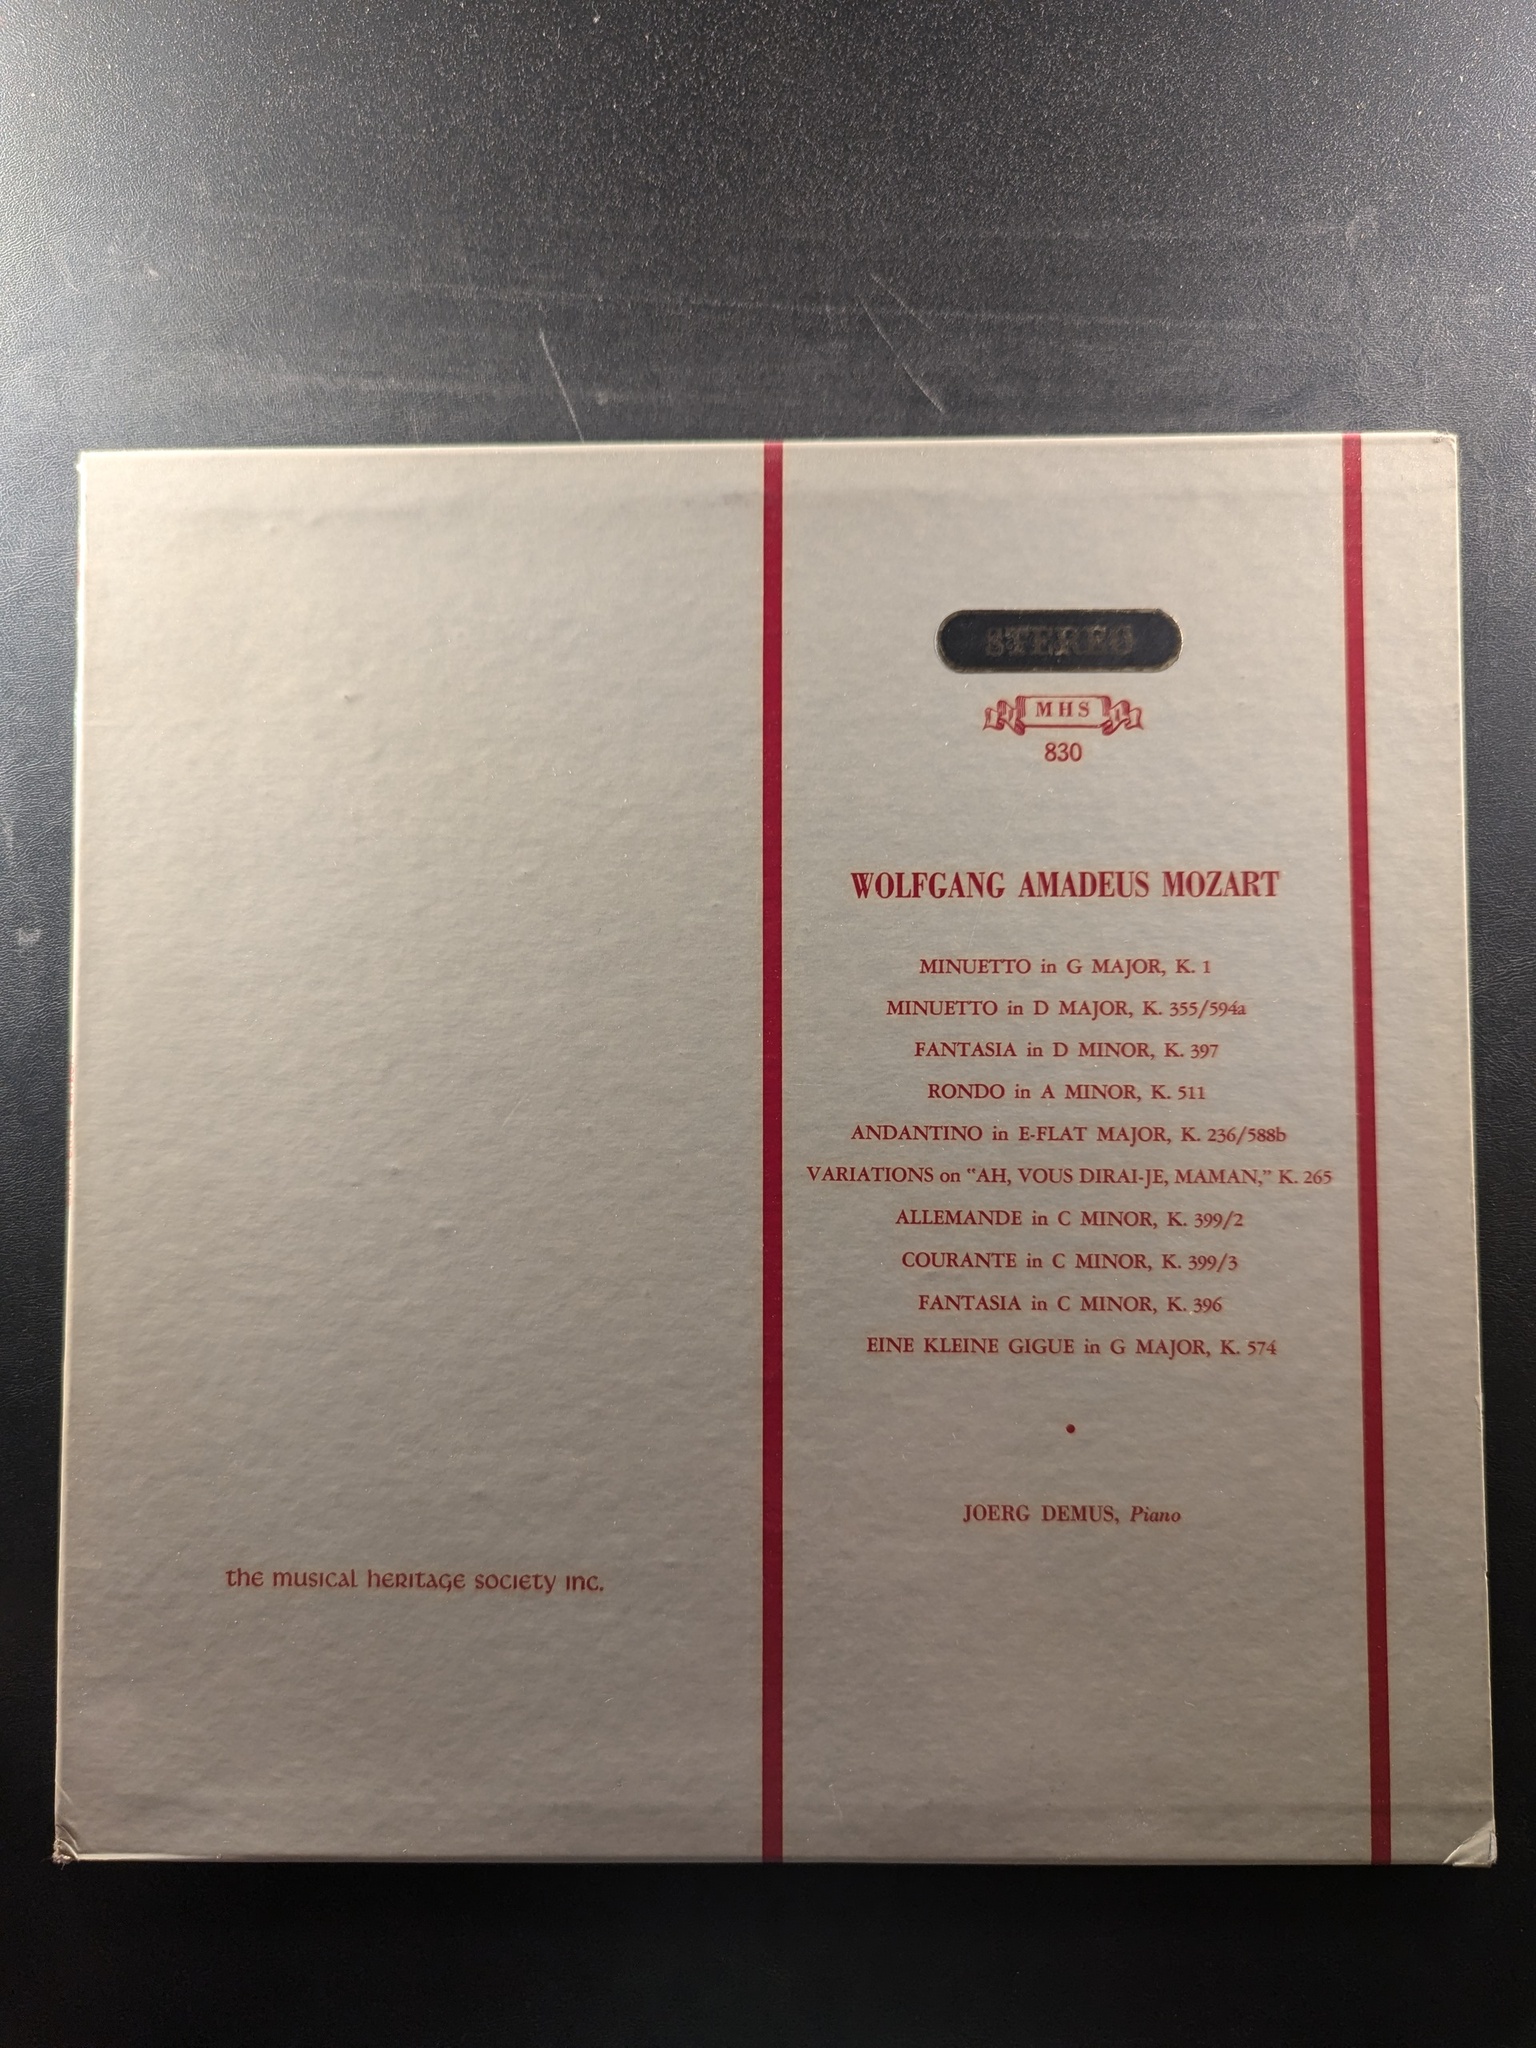 STEREO
MHS
830
WOLFGANG AMADEUS MOZART
MINUETTO in G MAJOR, K. 1
MINUETTO in D MAJOR, K. 355/594a
FANTASIA in D MINOR, K. 397
RONDO in A MINOR, K. 511
ANDANTINO in E-FLAT MAJOR, K. 236/588b
VARIATIONS on "AH, VOUS DIRAI-JE, MAMAN," K. 265
ALLEMANDE in C MINOR, K. 399/2
COURANTE in C MINOR, K. 399/3
FANTASIA in C MINOR, K. 396
EINE KLEINE GIGUE in G MAJOR, K. 574
•
JOERG DEMUS, Piano
the musical heritage society inc.